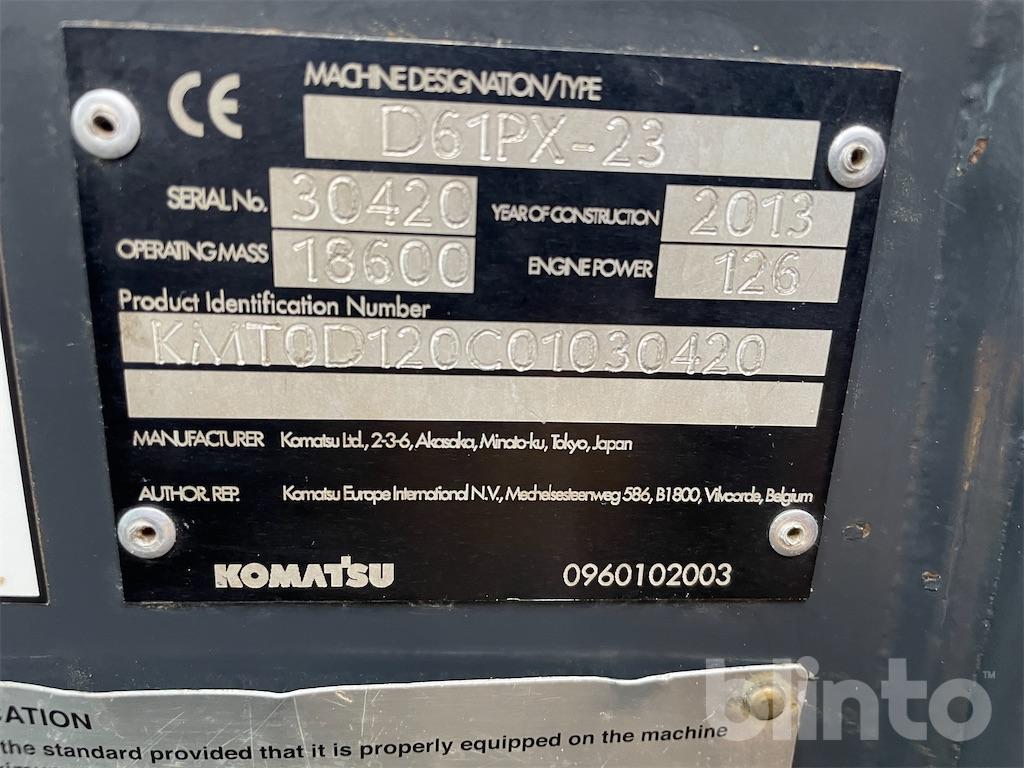 CE
MACHINE DESIGNATION/TYPE
D61PX-23
SERIAL No. 30420 YEAR OF CONSTRUCTION 2013
OPERATING MASS 18600 ENGINE POWER 126
Product Identification Number
KMT0D120C01030420
MANUFACTURER Komatsu Ltd., 2-3-6, Akasaka, Minato-ku, Tokyo, Japan
AUTHOR. REP. Komatsu Europe International N.V., Mechelsesteenweg 586, B1800, Vilvoorde, Belgium
KOMATSU 0960102003
blinto™
CATION
the standard provided that it is properly equipped on the machine